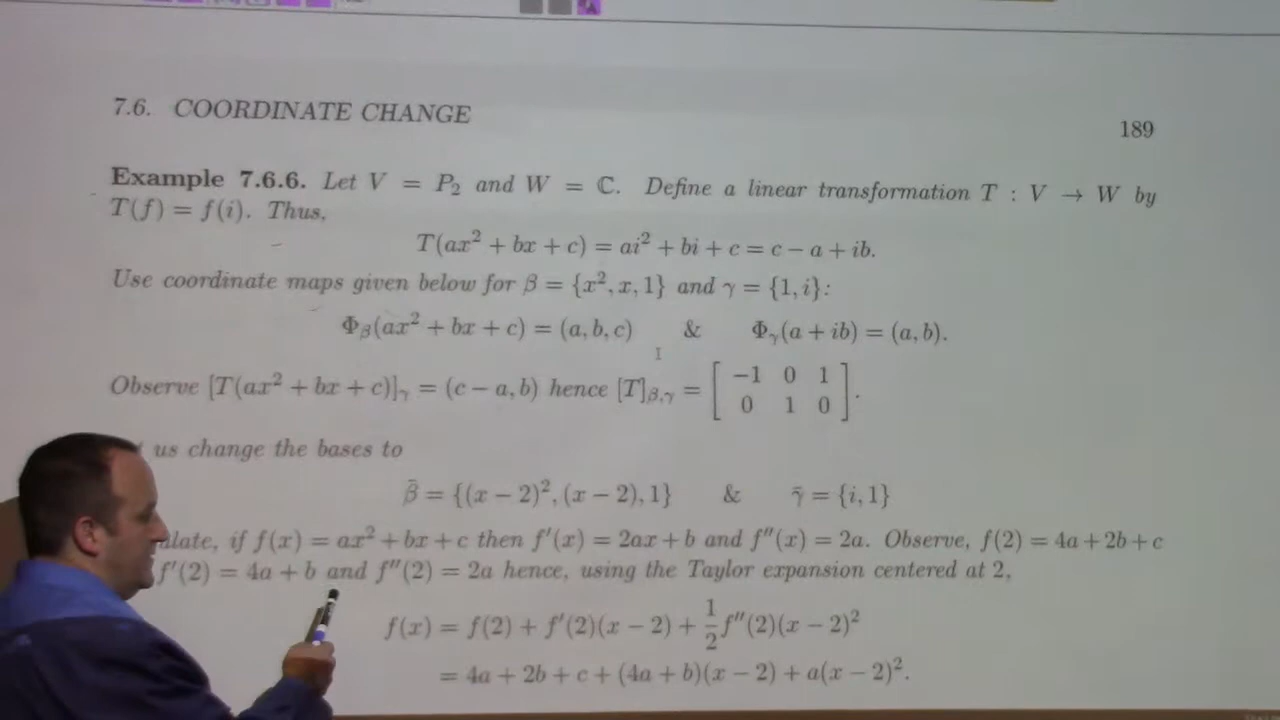 7.6. COORDINATE CHANGE
189
Example 7.6.6. Let V = P₂ and W = ℂ. Define a linear transformation T : V → W by
T(f) = f(i). Thus,
T(ax² + bx + c) = ai² + bi + c = c − a + ib.
Use coordinate maps given below for β = {x², x, 1} and γ = {1, i}:
Φᵦ(ax² + bx + c) = (a, b, c) & Φᵧ(a + ib) = (a, b).
Observe [T(ax² + bx + c)]ᵧ = (c − a, b) hence [T]ᵦ,ᵧ = [ −1 0 1
0 1 0 ].
us change the bases to
β̄ = {(x − 2)², (x − 2), 1} & γ̄ = {i, 1}
if f(x) = ax² + bx + c then f′(x) = 2ax + b and f″(x) = 2a. Observe, f(2) = 4a + 2b + c
f′(2) = 4a + b and f″(2) = 2a hence, using the Taylor expansion centered at 2,
f(x) = f(2) + f′(2)(x − 2) + ½f″(2)(x − 2)²
= 4a + 2b + c + (4a + b)(x − 2) + a(x − 2)².